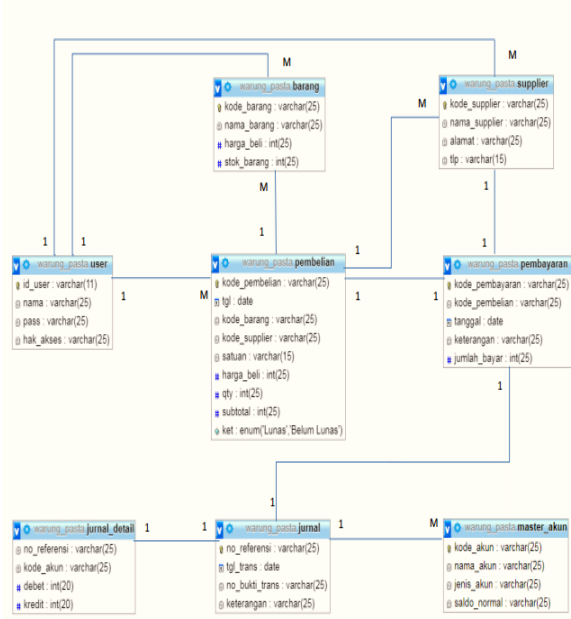 M
M
warung_pasta.barang
kode_barang : varchar(25)
nama_barang : varchar(25)
harga_beli : int(25)
stok_barang : int(25)
warung_pasta.supplier
kode_supplier : varchar(25)
nama_supplier : varchar(25)
alamat : varchar(25)
tlp : varchar(15)
M
M
1
1
1
1
1
1
warung_pasta.user
id_user : varchar(11)
nama : varchar(25)
pass : varchar(25)
hak_akses : varchar(25)
1
M
warung_pasta.pembelian
kode_pembelian : varchar(25)
tgl : date
kode_barang : varchar(25)
kode_supplier : varchar(25)
satuan : varchar(15)
harga_beli : int(25)
qty : int(25)
subtotal : int(25)
ket : enum('Lunas','Belum Lunas')
1
1
warung_pasta.pembayaran
kode_pembayaran : varchar(25)
kode_pembelian : varchar(25)
tanggal : date
keterangan : varchar(25)
jumlah_bayar : int(25)
1
1
warung_pasta.jurnal_detail
no_referensi : varchar(25)
kode_akun : varchar(25)
debet : int(20)
kredit : int(20)
1
1
warung_pasta.jurnal
no_referensi : varchar(25)
tgl_trans : date
no_bukti_trans : varchar(25)
keterangan : varchar(25)
1
M
warung_pasta.master_akun
kode_akun : varchar(25)
nama_akun : varchar(25)
jenis_akun : varchar(25)
saldo_normal : varchar(25)